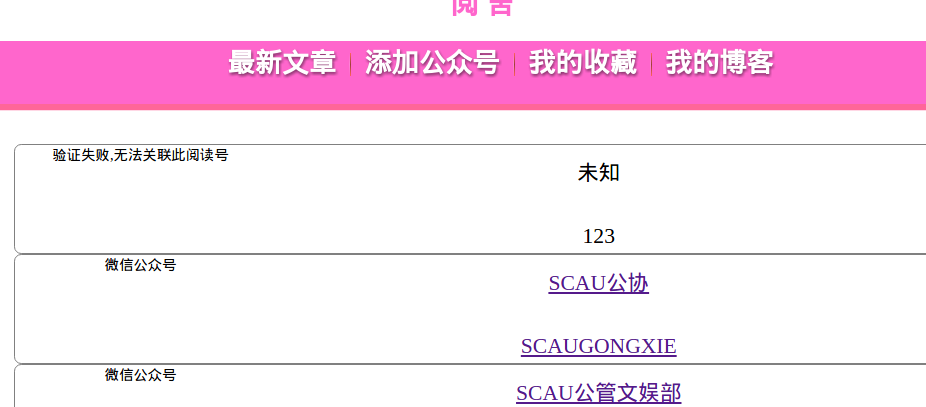 最新文章 添加公众号 我的收藏 我的博客
验证失败,无法关联此阅读号
未知
123
微信公众号
SCAU公协
SCAUGONGXIE
微信公众号
SCAU公管文娱部